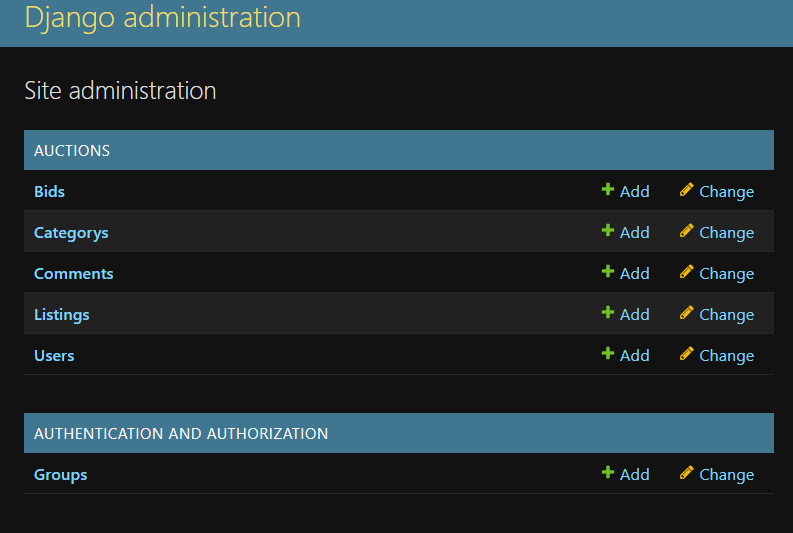 Django administration
Site administration
AUCTIONS
Bids Add Change
Categorys Add Change
Comments Add Change
Listings Add Change
Users Add Change
AUTHENTICATION AND AUTHORIZATION
Groups Add Change